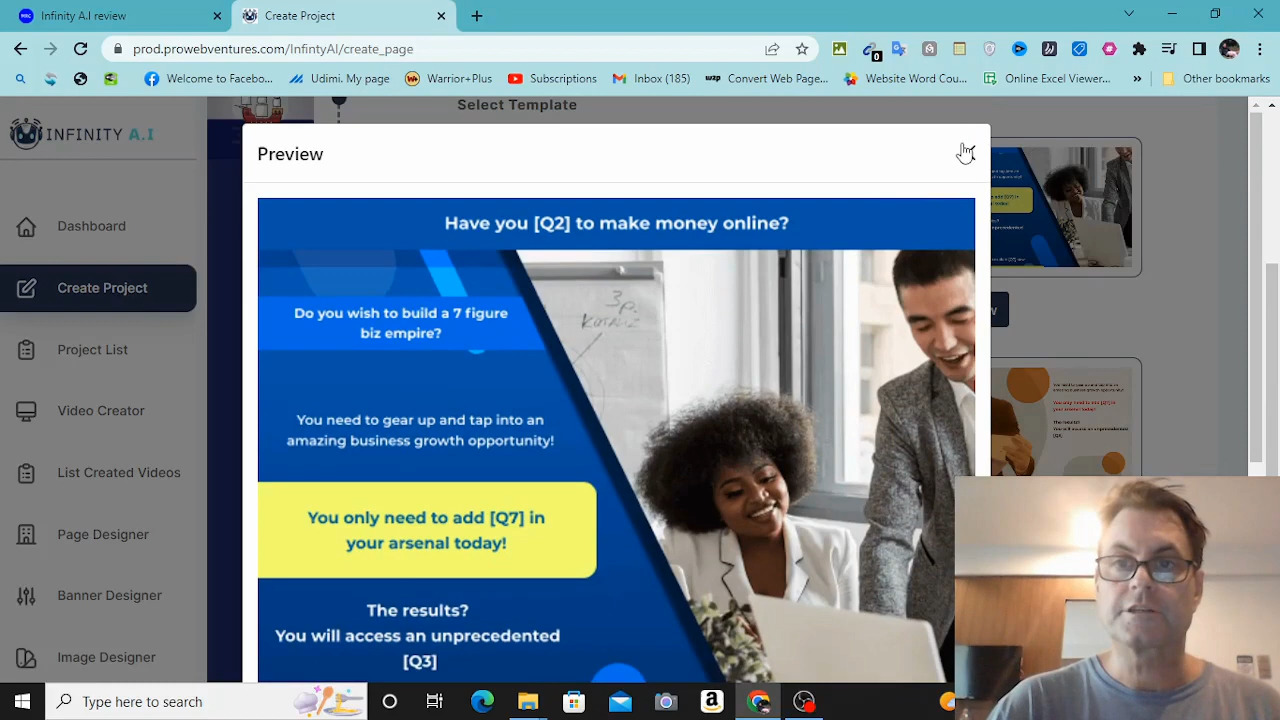 Infinity A.I review
Create Project
prod.prowebventures.com/InfintyAI/create_page
0
Welcome to Faceboo...
Udimi. My page
Warrior+Plus
Subscriptions
Inbox (185)
Convert Web Page...
Website Word Cou...
Online Excel Viewer...
Other bookmarks
INFINITY A.I
Select Template
Preview
Dashboard
Create Project
Project List
Video Creator
List Created Videos
Page Designer
Banner Designer
Image Designer
Have you [Q2] to make money online?
Do you wish to build a 7 figure
biz empire?
You need to gear up and tap into an
amazing business growth opportunity!
You only need to add [Q7] in
your arsenal today!
The results?
You will access an unprecedented
[Q3]
Type here to search